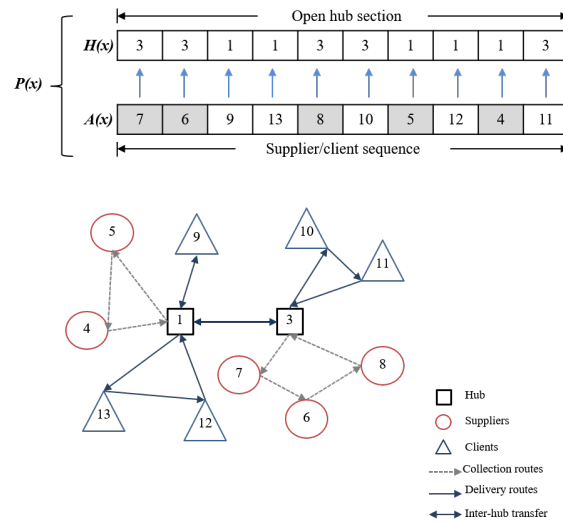 Open hub section
H(x) 3 3 1 1 3 3 1 1 1 3
P(x)
A(x) 7 6 9 13 8 10 5 12 4 11
Supplier/client sequence
5
9
10
11
4
1
3
7
8
6
13
12
Hub
Suppliers
Clients
Collection routes
Delivery routes
Inter-hub transfer